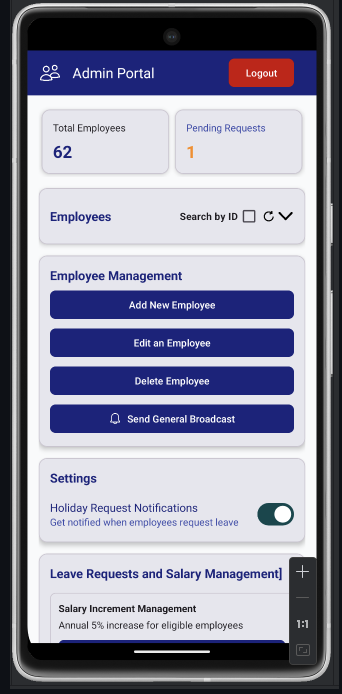 Admin Portal
Logout
Total Employees
62
Pending Requests
1
Employees
Search by ID
Employee Management
Add New Employee
Edit an Employee
Delete Employee
Send General Broadcast
Settings
Holiday Request Notifications
Get notified when employees request leave
Leave Requests and Salary Management]
Salary Increment Management
Annual 5% increase for eligible employees
1:1